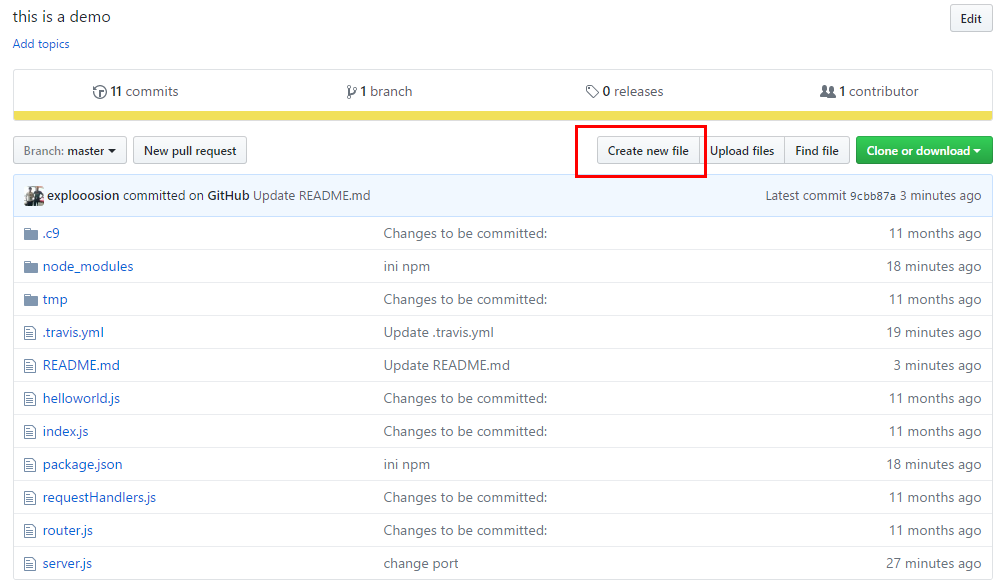 this is a demo
Edit
Add topics
11 commits 1 branch 0 releases 1 contributor
Branch: master New pull request Create new file Upload files Find file Clone or download
explooosion committed on GitHub Update README.md Latest commit 9cbb87a 3 minutes ago
.c9 Changes to be committed: 11 months ago
node_modules ini npm 18 minutes ago
tmp Changes to be committed: 11 months ago
.travis.yml Update .travis.yml 19 minutes ago
README.md Update README.md 3 minutes ago
helloworld.js Changes to be committed: 11 months ago
index.js Changes to be committed: 11 months ago
package.json ini npm 18 minutes ago
requestHandlers.js Changes to be committed: 11 months ago
router.js Changes to be committed: 11 months ago
server.js change port 27 minutes ago